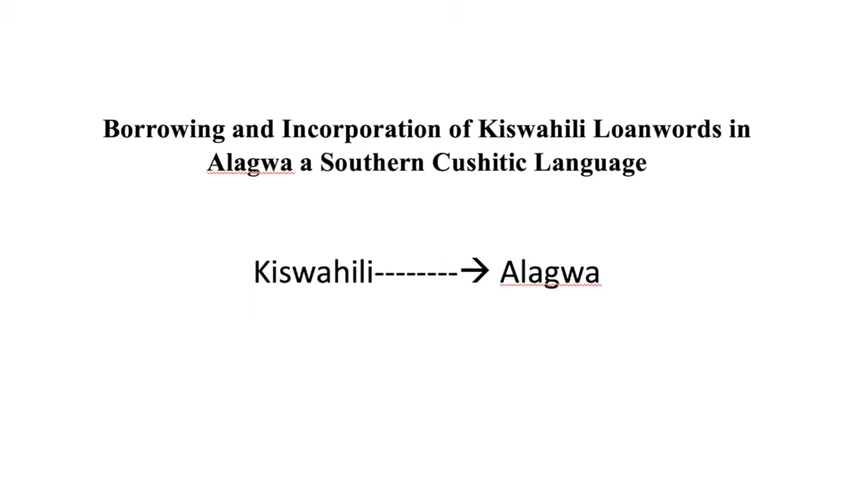 Borrowing and Incorporation of Kiswahili Loanwords in
Alagwa a Southern Cushitic Language
Kiswahili--------→ Alagwa